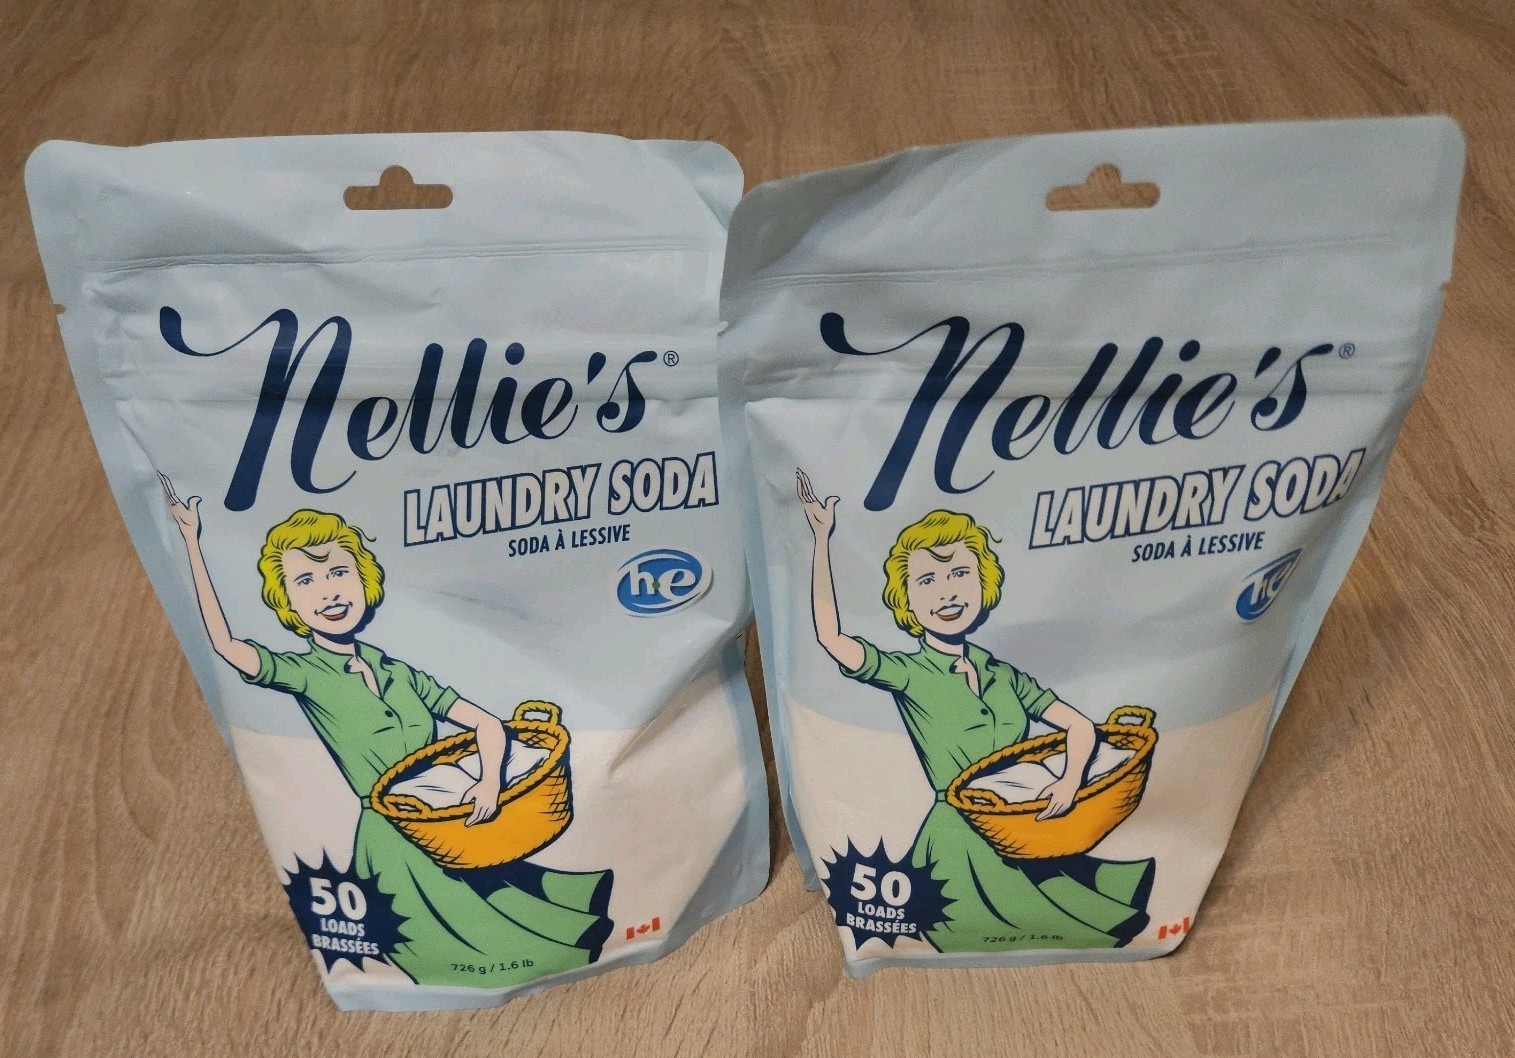 Nellie's®
LAUNDRY SODA
SODA À LESSIVE
he
50
LOADS
BRASSÉES
726 g / 1.6 lb
Nellie's®
LAUNDRY SODA
SODA À LESSIVE
he
50
LOADS
BRASSÉES
726 g / 1.6 lb